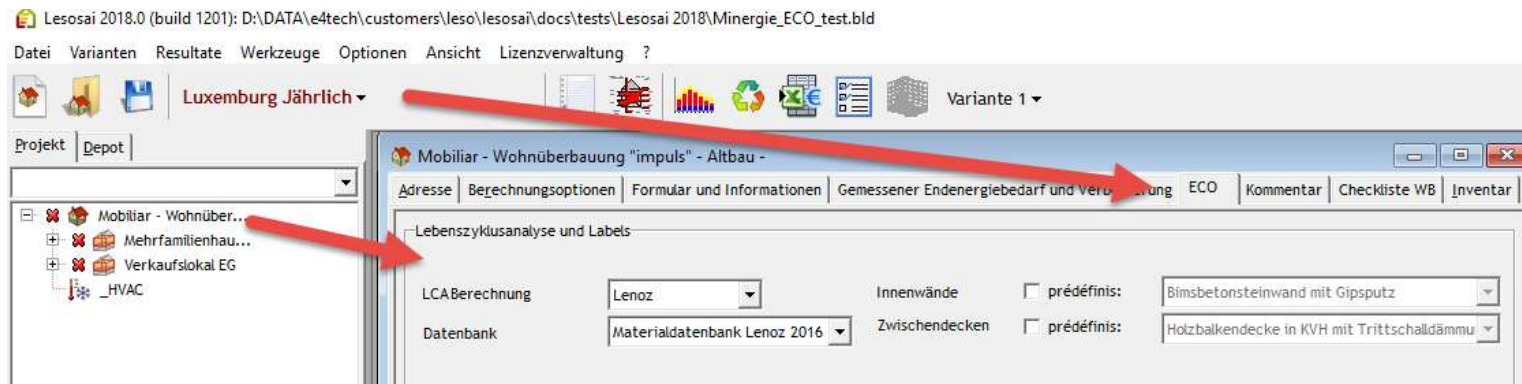 Lesosai 2018.0 (build 1201): D:\DATA\e4tech\customers\leso\lesosai\docs\tests\Lesosai 2018\Minergie_ECO_test.bld
Datei Varianten Resultate Werkzeuge Optionen Ansicht Lizenzverwaltung ?
Luxemburg Jährlich Variante 1
Projekt Depot
Mobiliar - Wohnüberbauung "impuls" - Altbau -
Adresse Berechnungsoptionen Formular und Informationen Gemessener Endenergiebedarf und ECO Kommentar Checkliste WB Inventar
Mobiliar - Wohnüber...
Mehrfamilienhau...
Verkaufslokal EG
_HVAC
Lebenszyklusanalyse und Labels
LCABerechnung Lenoz Innenwände prédéfinis: Bimsbetonsteinwand mit Gipsputz
Datenbank Materialdatenbank Lenoz 2016 Zwischendecken prédéfinis: Holzbalkendecke in KVH mit Trittschalldämmu